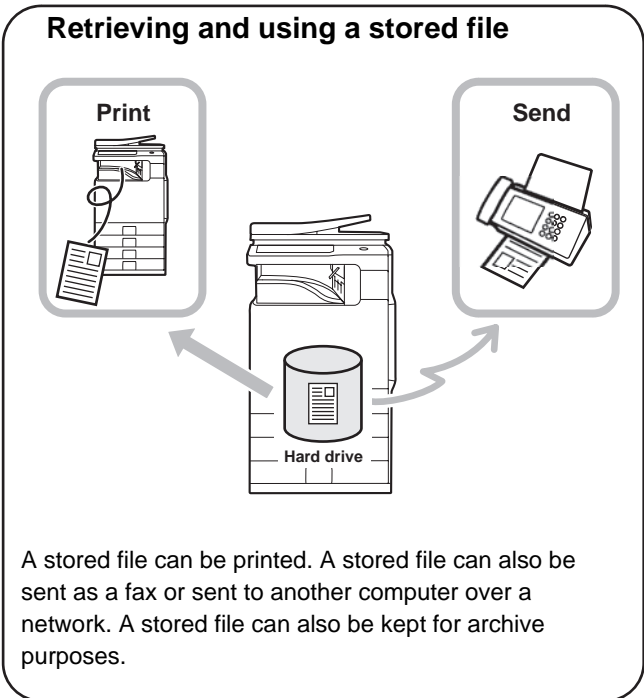 Retrieving and using a stored file
Print
Send
Hard drive
A stored file can be printed. A stored file can also be
sent as a fax or sent to another computer over a
network. A stored file can also be kept for archive
purposes.